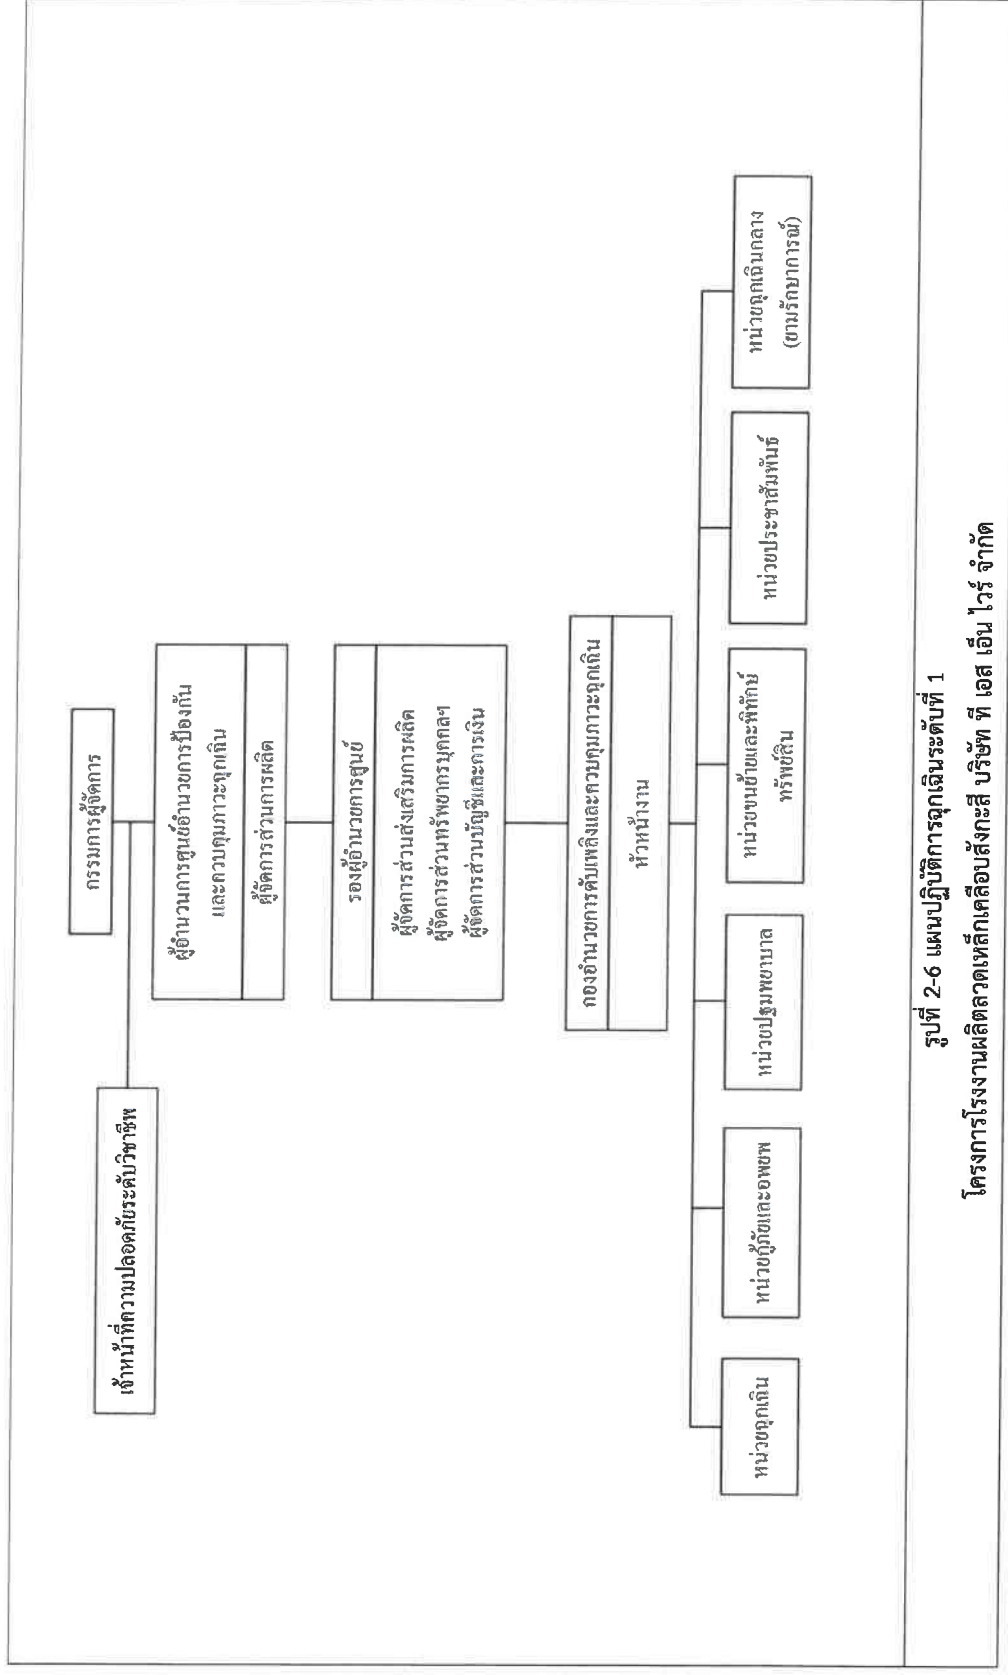 กรรมการผู้จัดการ
เจ้าหน้าที่ความปลอดภัยระดับวิชาชีพ
ผู้อำนวนการศูนย์อำนวยการป้องกัน
และควบคุมภาวะฉุกเฉิน
ผู้จัดการส่วนการผลิต
รองผู้อำนวยการศูนย์
ผู้จัดการส่วนส่งเสริมการผลิต
ผู้จัดการส่วนทรัพยากรบุคคลฯ
ผู้จัดการส่วนบัญชีและการเงิน
กองอำนวยการดับเพลิงและควบคุมภาวะฉุกเฉิน
หัวหน้างาน
หน่วยฉุกเฉิน
หน่วยกู้ภัยและอพยพ
หน่วยปฐมพยาบาล
หน่วยขนย้ายและพิทักษ์
ทรัพย์สิน
หน่วยประชาสัมพันธ์
หน่วยฉุกเฉินกลาง
(ยามรักษาการณ์)
รูปที่ 2-6 แผนปฏิบัติการฉุกเฉินระดับที่ 1
โครงการโรงงานผลิตลวดเหล็กเคลือบสังกะสี บริษัท ที เอส เอ็น ไวร์ จำกัด